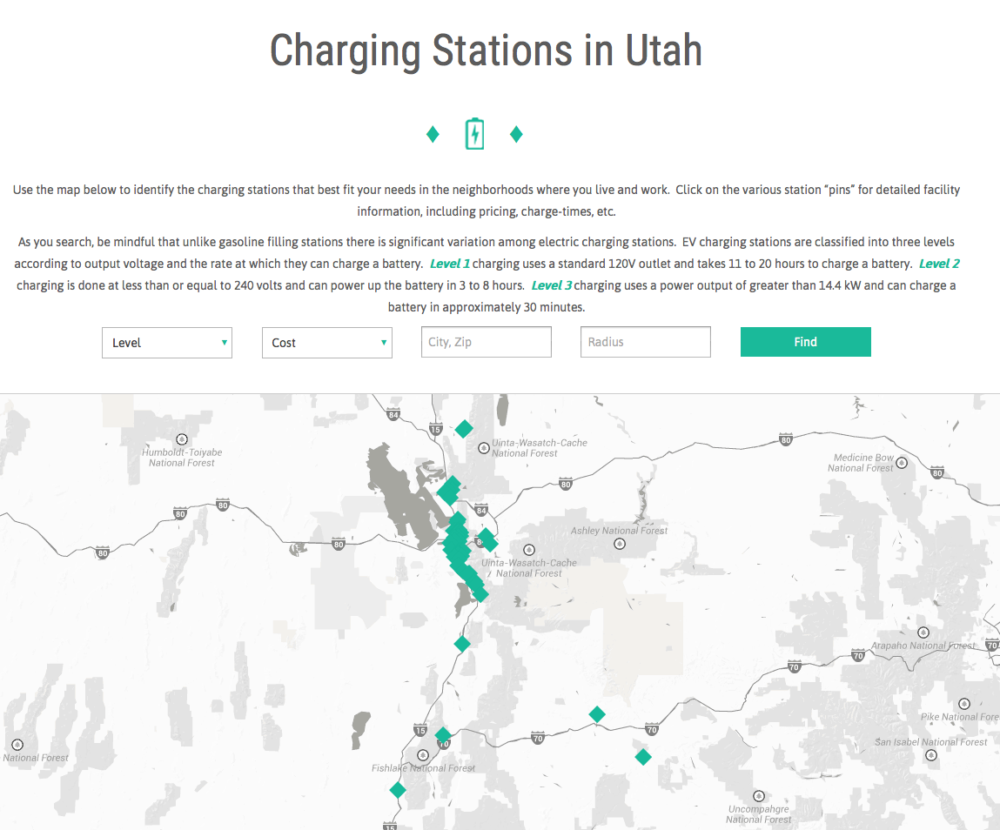 Charging Stations in Utah
Use the map below to identify the charging stations that best fit your needs in the neighborhoods where you live and work.  Click on the various station “pins” for detailed facility
information, including pricing, charge-times, etc.
As you search, be mindful that unlike gasoline filling stations there is significant variation among electric charging stations.  EV charging stations are classified into three levels
according to output voltage and the rate at which they can charge a battery.  Level 1 charging uses a standard 120V outlet and takes 11 to 20 hours to charge a battery.  Level 2
charging is done at less than or equal to 240 volts and can power up the battery in 3 to 8 hours.  Level 3 charging uses a power output of greater than 14.4 kW and can charge a
battery in approximately 30 minutes.
Level
Cost
City, Zip
Radius
Find
84
15
Humboldt-Toiyabe
National Forest
Uinta-Wasatch-Cache
National Forest
80
Medicine Bow
National Forest
80
80
80
80
84
80
80
Ashley National Forest
Uinta-Wasatch-Cache
National Forest
Arapaho National Forest
70
70
70
Pike National Fore
15
70
70
70
National Forest
San Isabel National Forest
Fishlake National Forest
Uncompahgre
National Forest
15